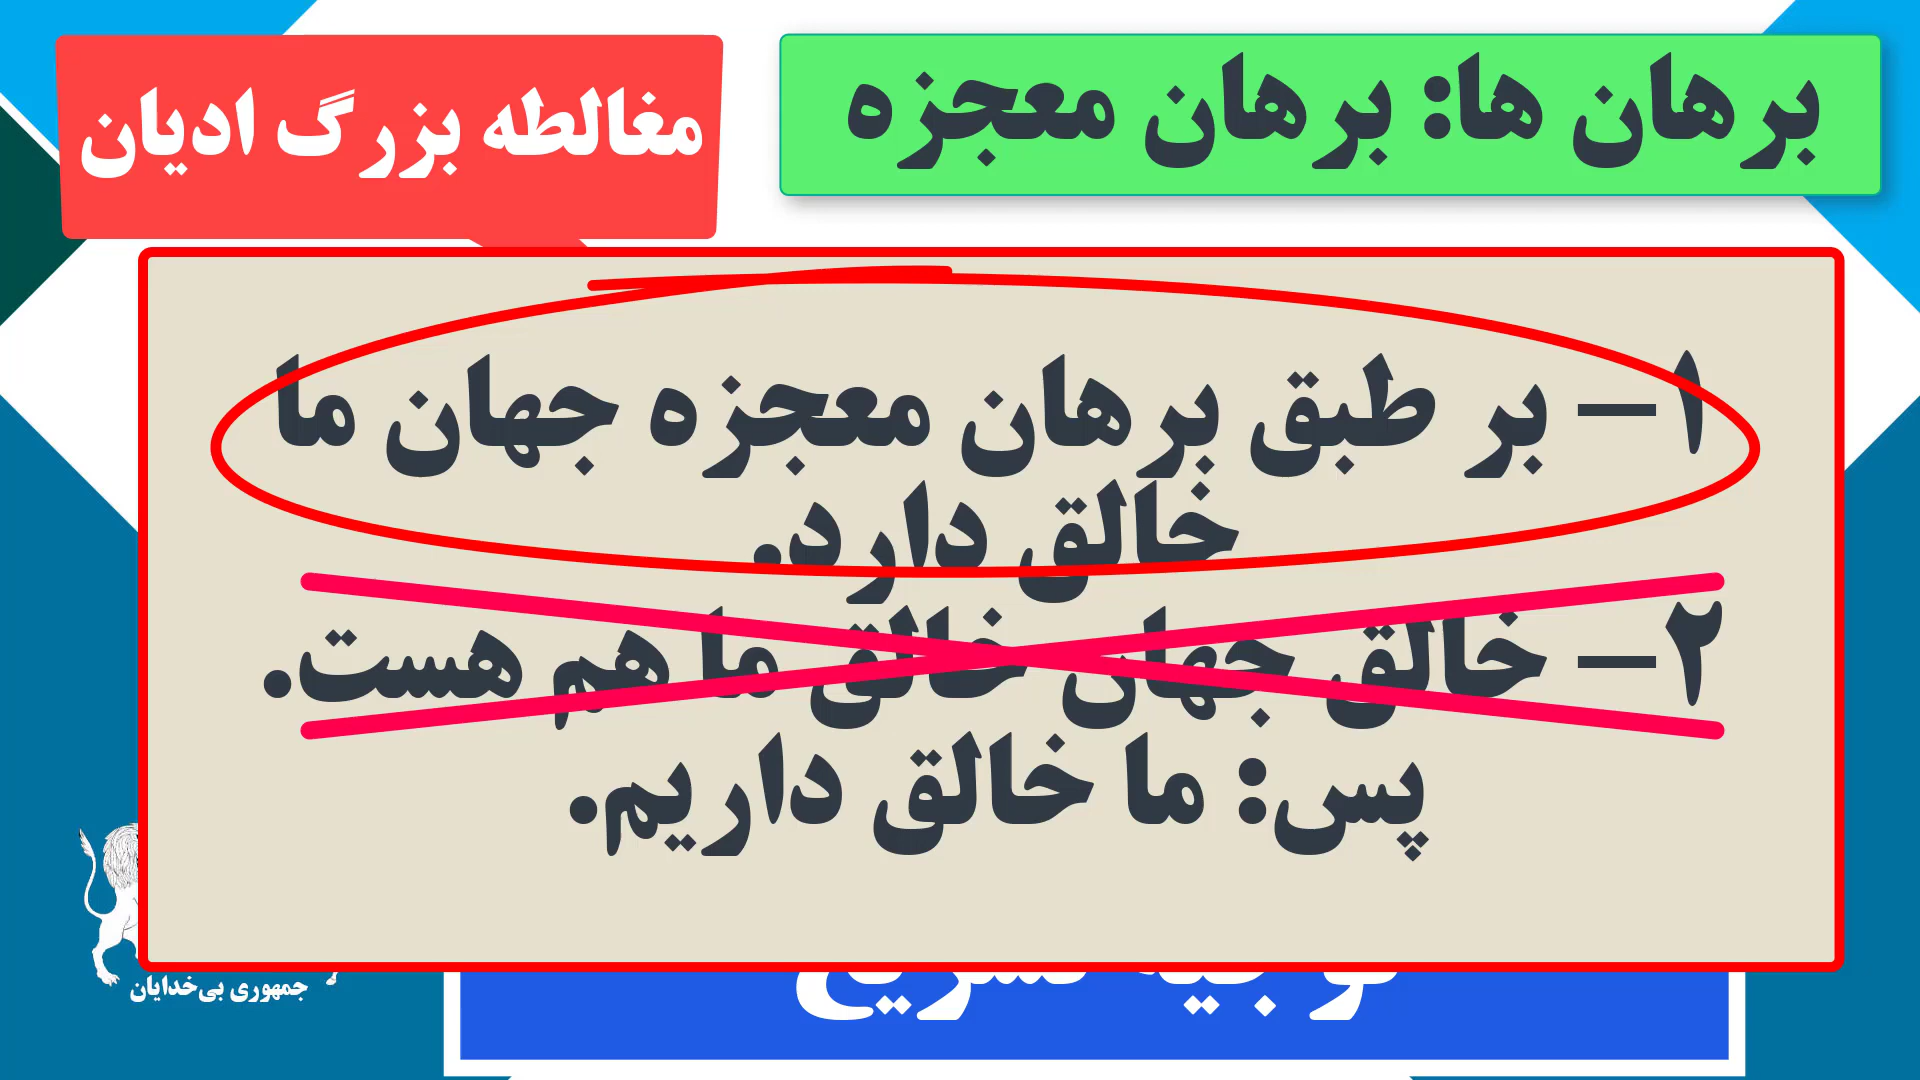 برهان ها: برهان معجزه
مغالطه بزرگ ادیان
۱- بر طبق برهان معجزه جهان ما
خالق دارد.
۲- خالق جهان خالق ما هم هست.
پس: ما خالق داریم.
جمهوری بی‌خدایان